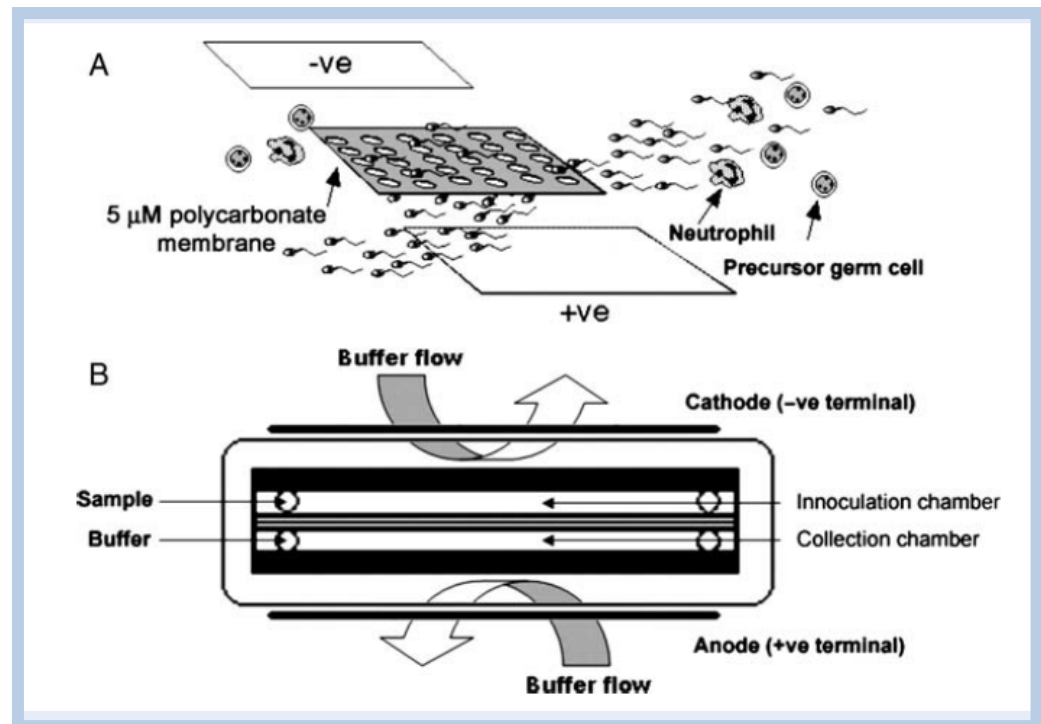 A
-ve
5 μM polycarbonate
membrane
Neutrophil
Precursor germ cell
+ve
B
Buffer flow
Cathode (–ve terminal)
Sample
Innoculation chamber
Buffer
Collection chamber
Anode (+ve terminal)
Buffer flow